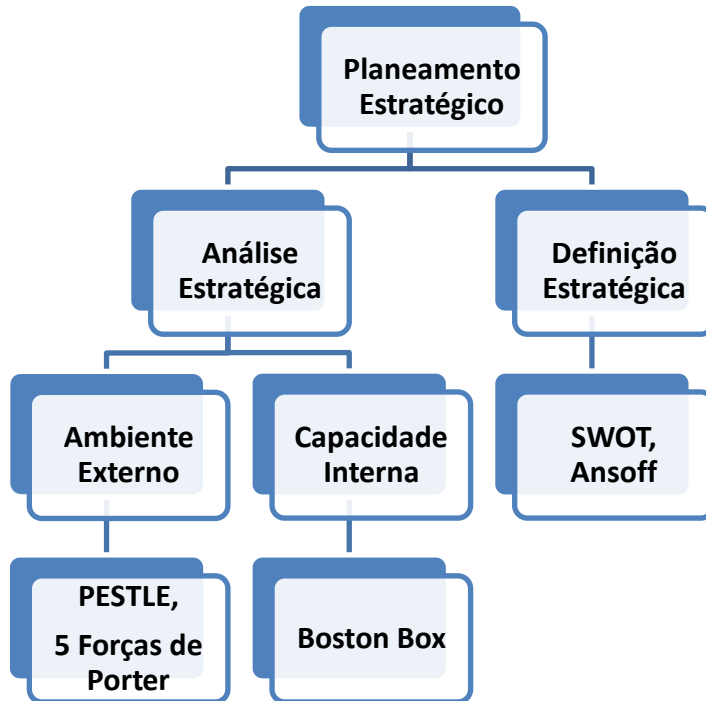 Planeamento
Estratégico
Análise
Estratégica
Definição
Estratégica
Ambiente
Externo
Capacidade
Interna
SWOT,
Ansoff
PESTLE,
5 Forças de
Porter
Boston Box